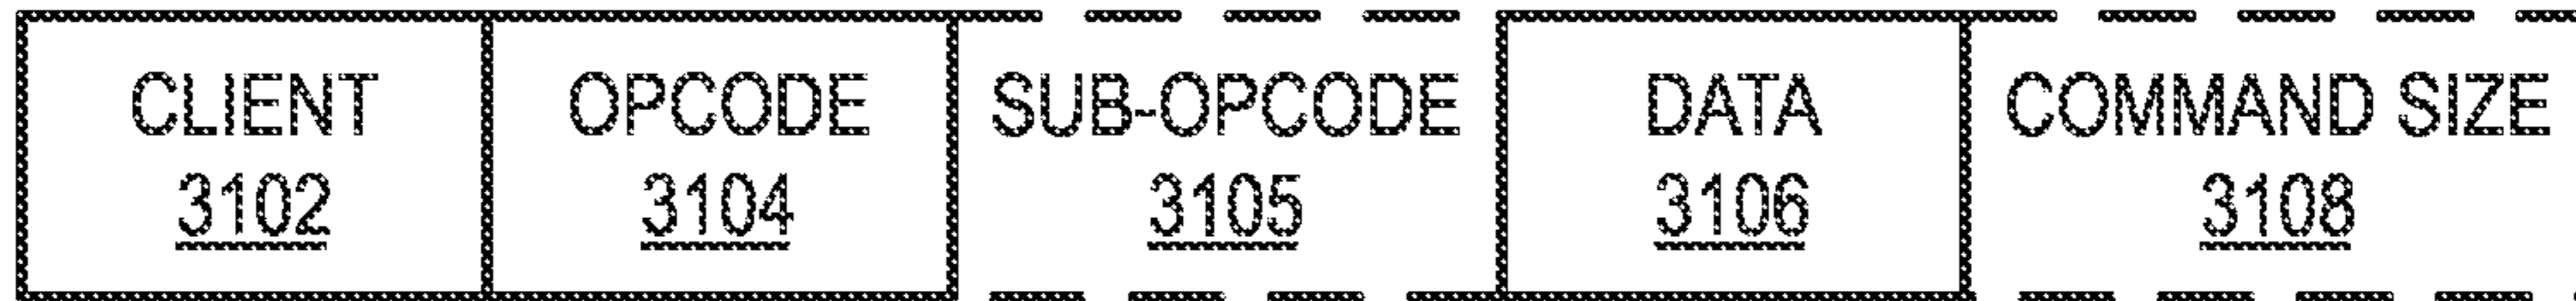 CLIENT OPCODE SUB-OPCODE DATA COMMAND SIZE
3102 3104 3105 3106 3108